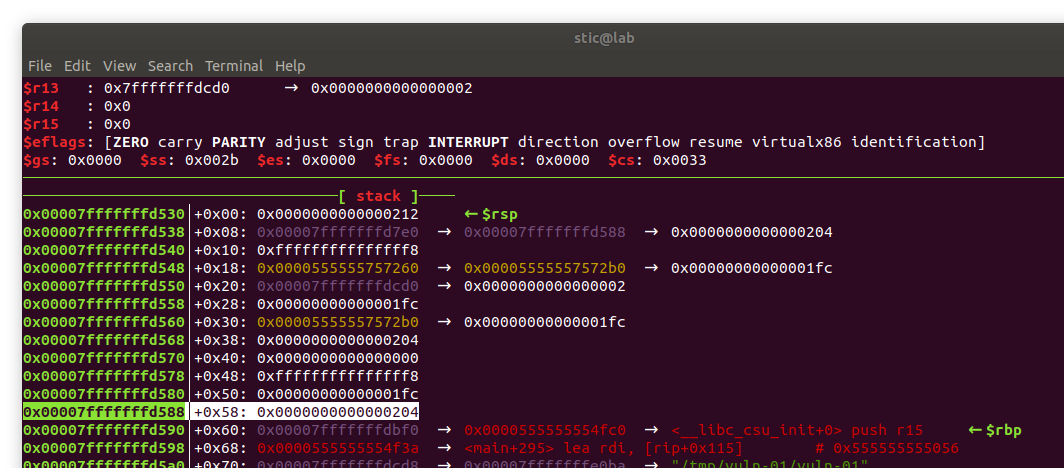 stic@lab
File Edit View Search Terminal Help
$r13   : 0x7fffffffdcd0      → 0x0000000000000002
$r14   : 0x0
$r15   : 0x0
$eflags: [ZERO carry PARITY adjust sign trap INTERRUPT direction overflow resume virtualx86 identification]
$gs: 0x0000  $ss: 0x002b  $es: 0x0000  $fs: 0x0000  $ds: 0x0000  $cs: 0x0033
[ stack ]
0x00007fffffffd530│+0x00: 0x0000000000000212     ←$rsp
0x00007fffffffd538│+0x08: 0x00007fffffffd7e0  →  0x00007fffffffd588  →  0x0000000000000204
0x00007fffffffd540│+0x10: 0xfffffffffffffff8
0x00007fffffffd548│+0x18: 0x0000555555757260  →  0x00005555557572b0  →  0x00000000000001fc
0x00007fffffffd550│+0x20: 0x00007fffffffdcd0  →  0x0000000000000002
0x00007fffffffd558│+0x28: 0x00000000000001fc
0x00007fffffffd560│+0x30: 0x00005555557572b0  →  0x00000000000001fc
0x00007fffffffd568│+0x38: 0x0000000000000204
0x00007fffffffd570│+0x40: 0x0000000000000000
0x00007fffffffd578│+0x48: 0xfffffffffffffff8
0x00007fffffffd580│+0x50: 0x00000000000001fc
0x00007fffffffd588│+0x58: 0x0000000000000204
0x00007fffffffd590│+0x60: 0x00007fffffffdbf0  →  0x0000555555554fc0  →  <__libc_csu_init+0> push r15     ←$rbp
0x00007fffffffd598│+0x68: 0x0000555555554f3a  →  <main+295> lea rdi, [rip+0x115]      # 0x555555555056
0x00007fffffffd5a0│+0x70: 0x00007fffffffdcd8  →  0x00007fffffffe0ba  →  "/tmp/vuln-01/vuln-01"